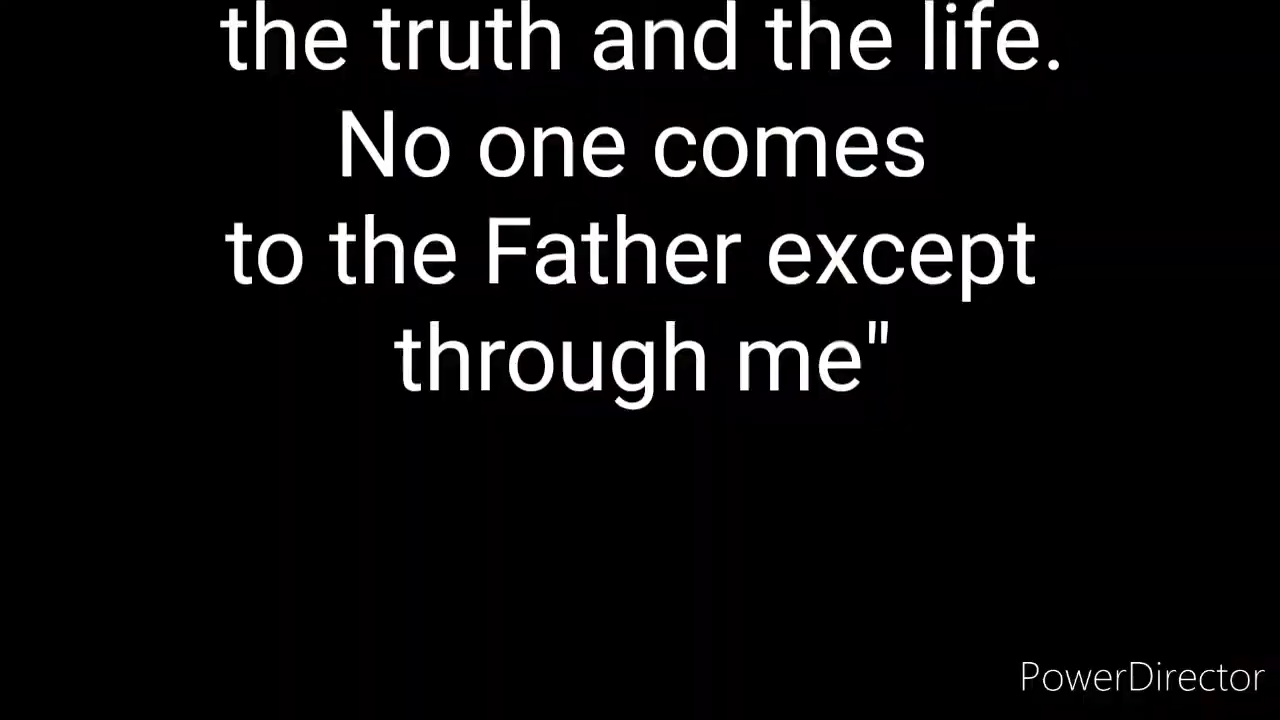 the truth and the life.
No one comes
to the Father except
through me"
PowerDirector